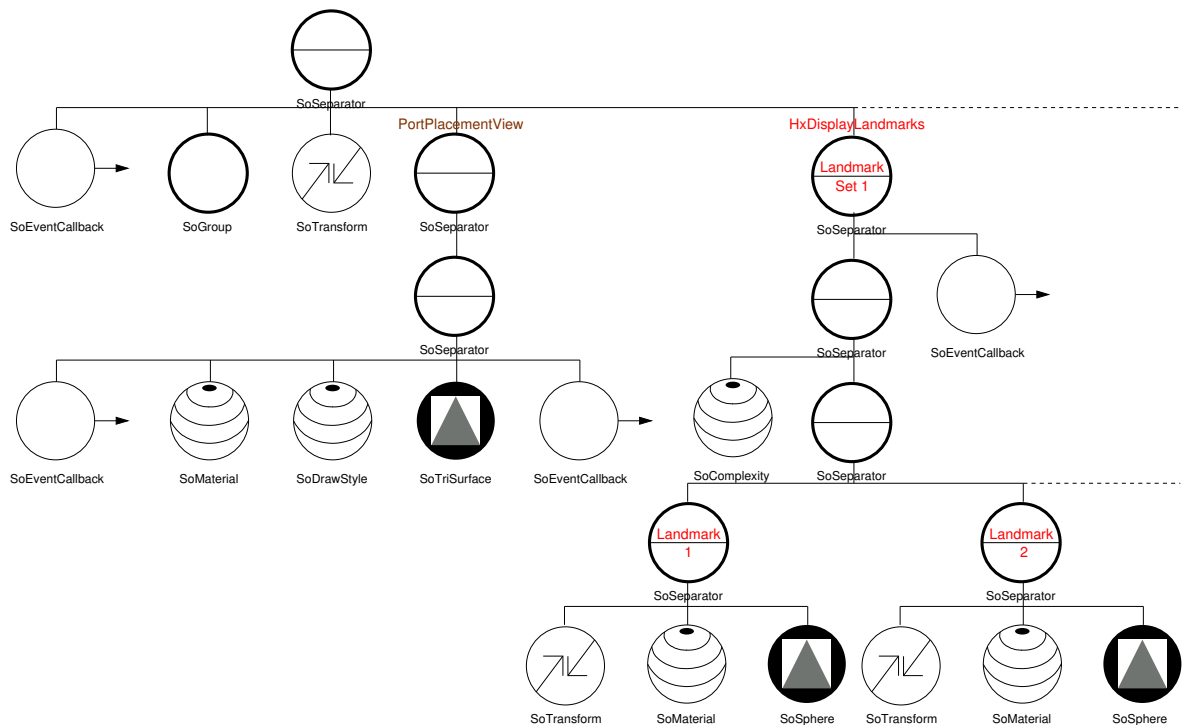 SoSeparator
PortPlacementView
HxDisplayLandmarks
Landmark
Set 1
SoEventCallback
SoGroup
SoTransform
SoSeparator
SoSeparator
SoSeparator
SoSeparator
SoEventCallback
SoEventCallback
SoMaterial
SoDrawStyle
SoTriSurface
SoEventCallback
SoComplexity
SoSeparator
Landmark
1
Landmark
2
SoSeparator
SoSeparator
SoTransform
SoMaterial
SoSphere
SoTransform
SoMaterial
SoSphere